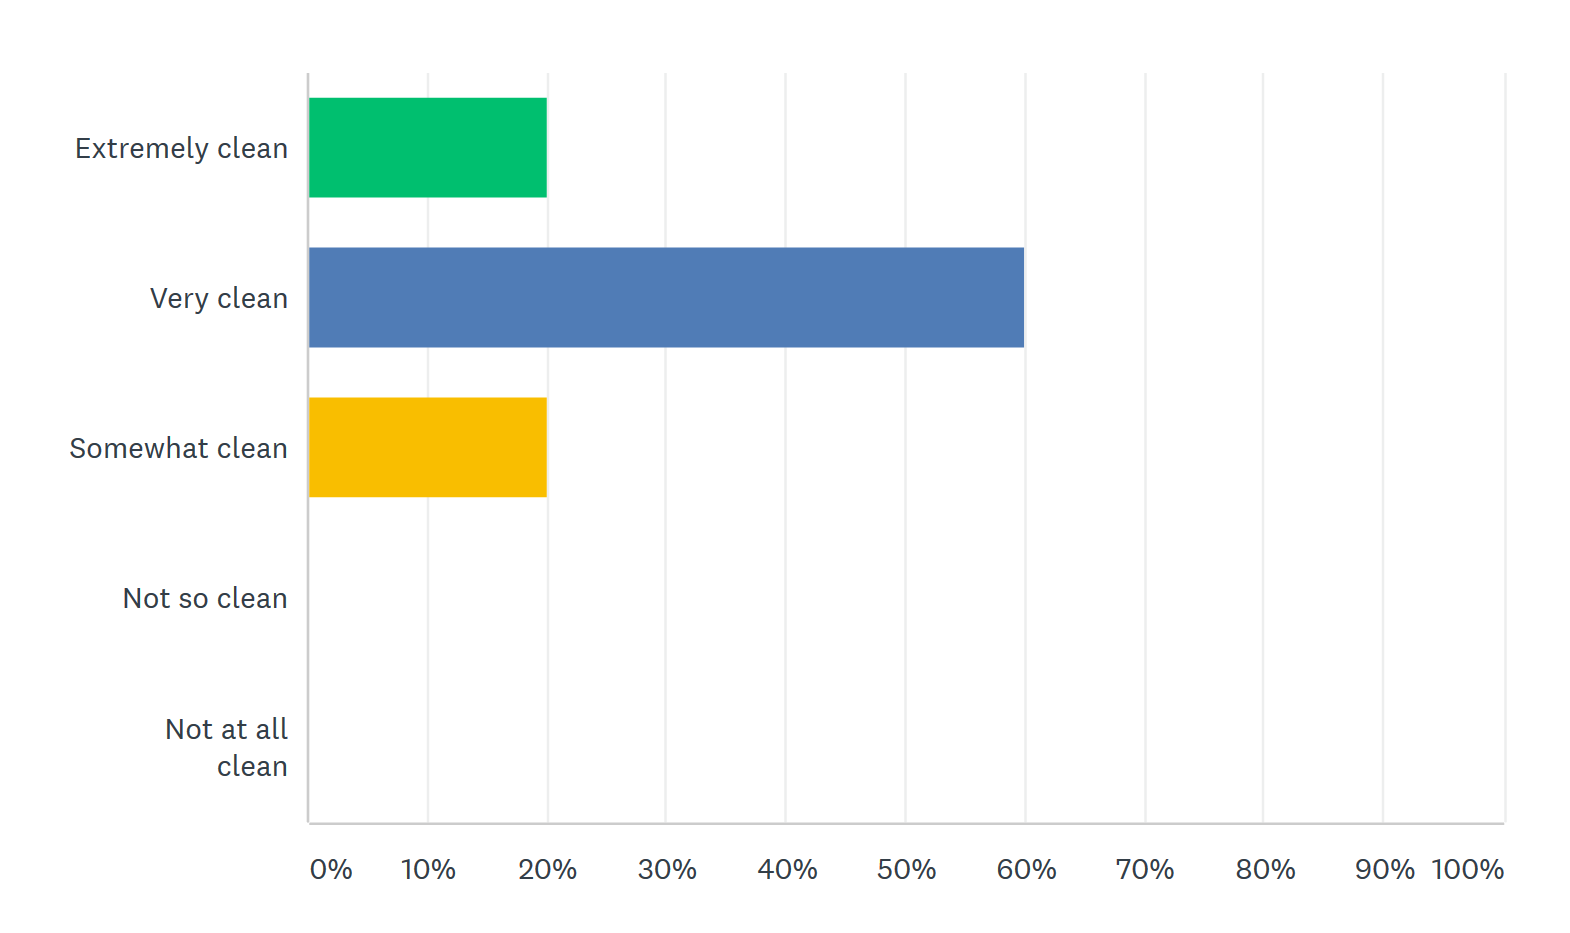 Extremely clean
Very clean
Somewhat clean
Not so clean
Not at all
clean
0% 10% 20% 30% 40% 50% 60% 70% 80% 90% 100%